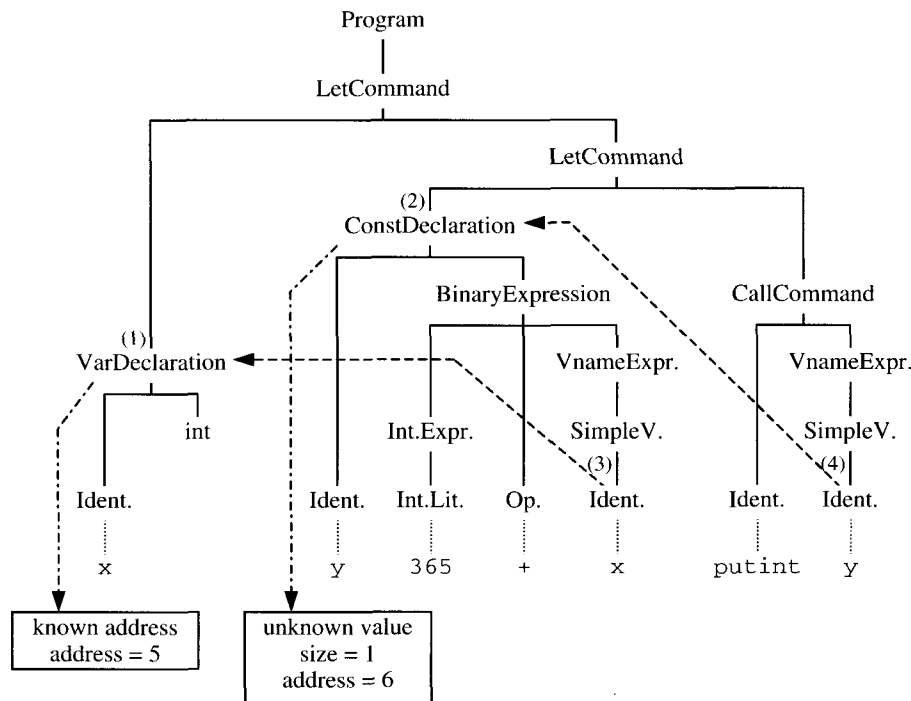 Program
LetCommand
LetCommand
(2)
ConstDeclaration
BinaryExpression
CallCommand
(1)
VarDeclaration
VnameExpr.
VnameExpr.
int
Int.Expr.
SimpleV.
SimpleV.
(3)
(4)
Ident.
Ident.
Int.Lit.
Op.
Ident.
Ident.
Ident.
x
y
365
+
x
putint
y
known address
address = 5
unknown value
size = 1
address = 6